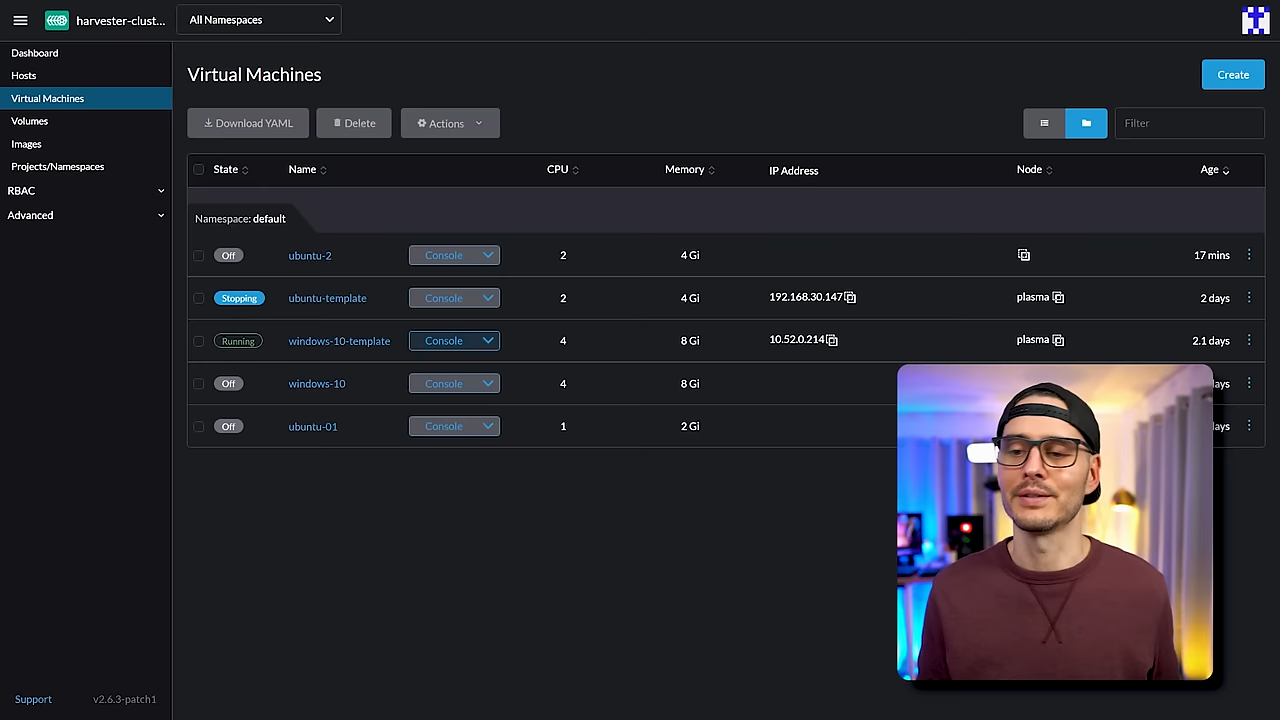 harvester-clust...
All Namespaces
Dashboard
Hosts
Virtual Machines
Volumes
Images
Projects/Namespaces
RBAC
Advanced
Support
v2.6.3-patch1
Virtual Machines
Create
Download YAML
Delete
Actions
Filter
State Name CPU Memory IP Address Node Age
Namespace: default
Off ubuntu-2 Console 2 4 Gi 17 mins
Stopping ubuntu-template Console 2 4 Gi 192.168.30.147 plasma 2 days
Running windows-10-template Console 4 8 Gi 10.52.0.214 plasma 2.1 days
Off windows-10 Console 4 8 Gi
Off ubuntu-01 Console 1 2 Gi